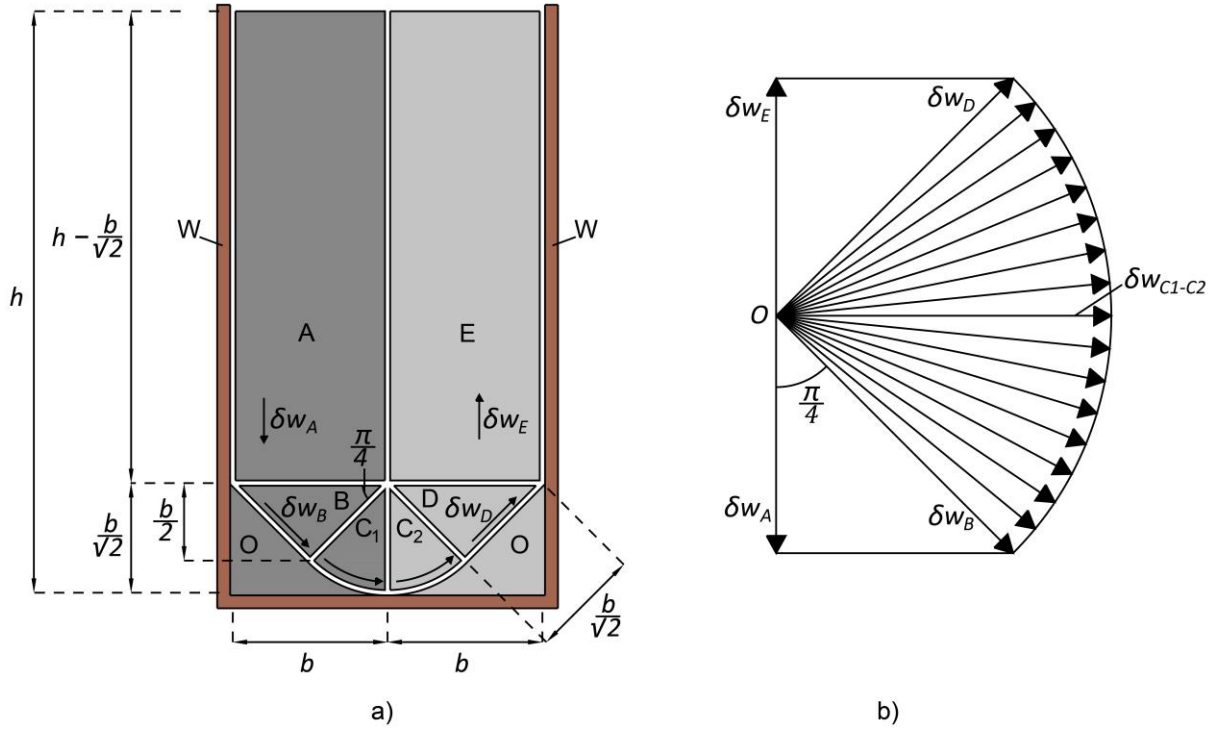 h
h − b/√2
b/√2
b/2
W
W
A
E
δw_A
δw_E
π/4
B
D
δw_B
δw_D
C₁
C₂
O
O
b
b
b/√2
a)
δw_E
δw_D
O
δw_C1-C2
π/4
δw_A
δw_B
b)